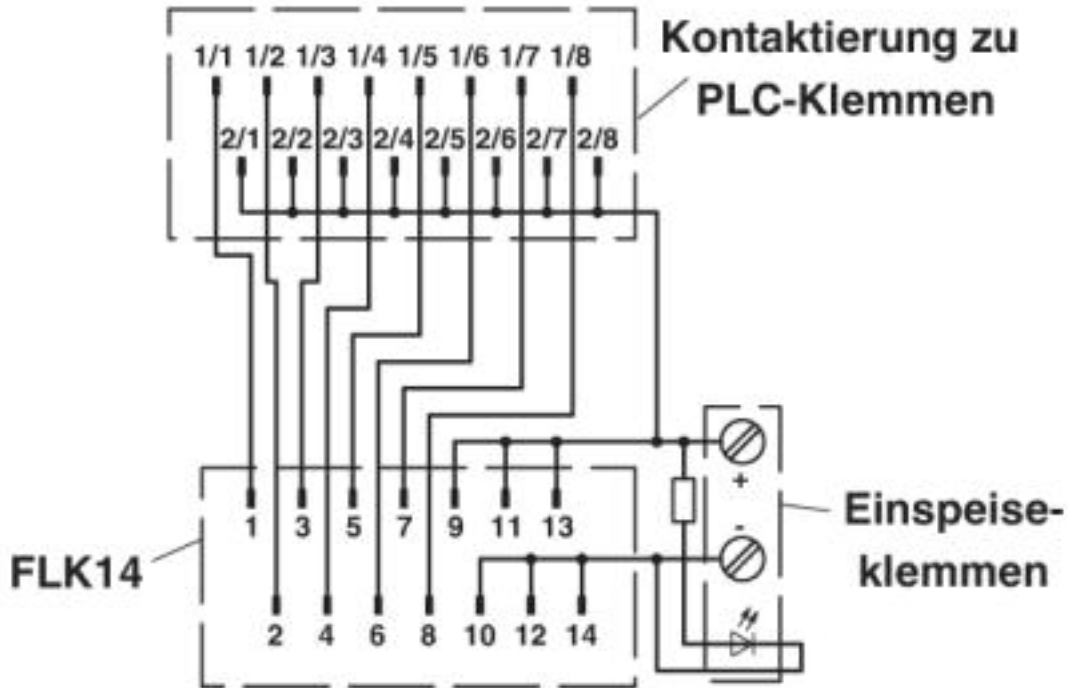 1/1 1/2 1/3 1/4 1/5 1/6 1/7 1/8
Kontaktierung zu
PLC-Klemmen
2/1 2/2 2/3 2/4 2/5 2/6 2/7 2/8
+
-
Einspeise-
klemmen
1 3 5 7 9 11 13
FLK14
2 4 6 8 10 12 14